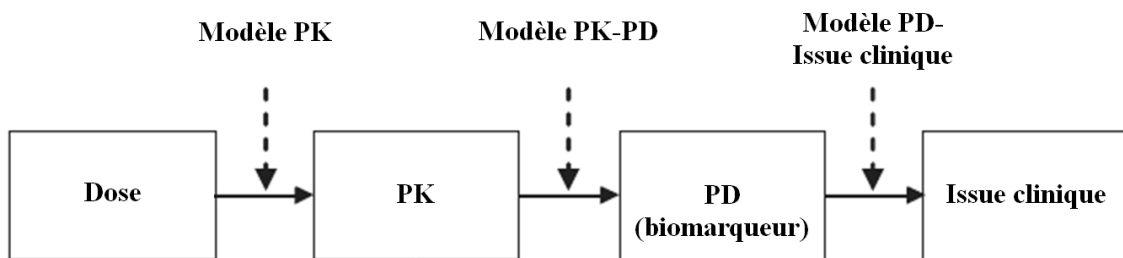 Modèle PK
Modèle PK-PD
Modèle PD-
Issue clinique
Dose
PK
PD
(biomarqueur)
Issue clinique